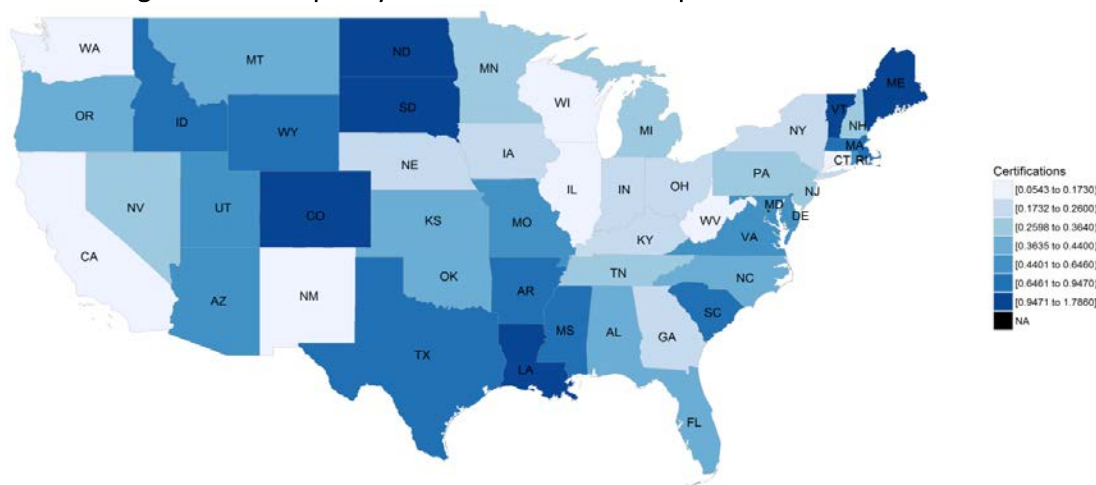 WA
ND
ME
MT
MN
VT
OR
ID
SD
WI
NH
WY
MI
NY
MA
CT RI
NE
IA
PA
NV
IL
IN
OH
NJ
UT
CO
MD
DE
WV
CA
KS
MO
VA
KY
TN
NC
AZ
OK
NM
AR
SC
MS
AL
GA
TX
LA
FL
Certifications
[0.0543 to 0.1730)
[0.1732 to 0.2600)
[0.2598 to 0.3640)
[0.3635 to 0.4400)
[0.4401 to 0.6460)
[0.6461 to 0.9470)
[0.9471 to 1.7860]
NA